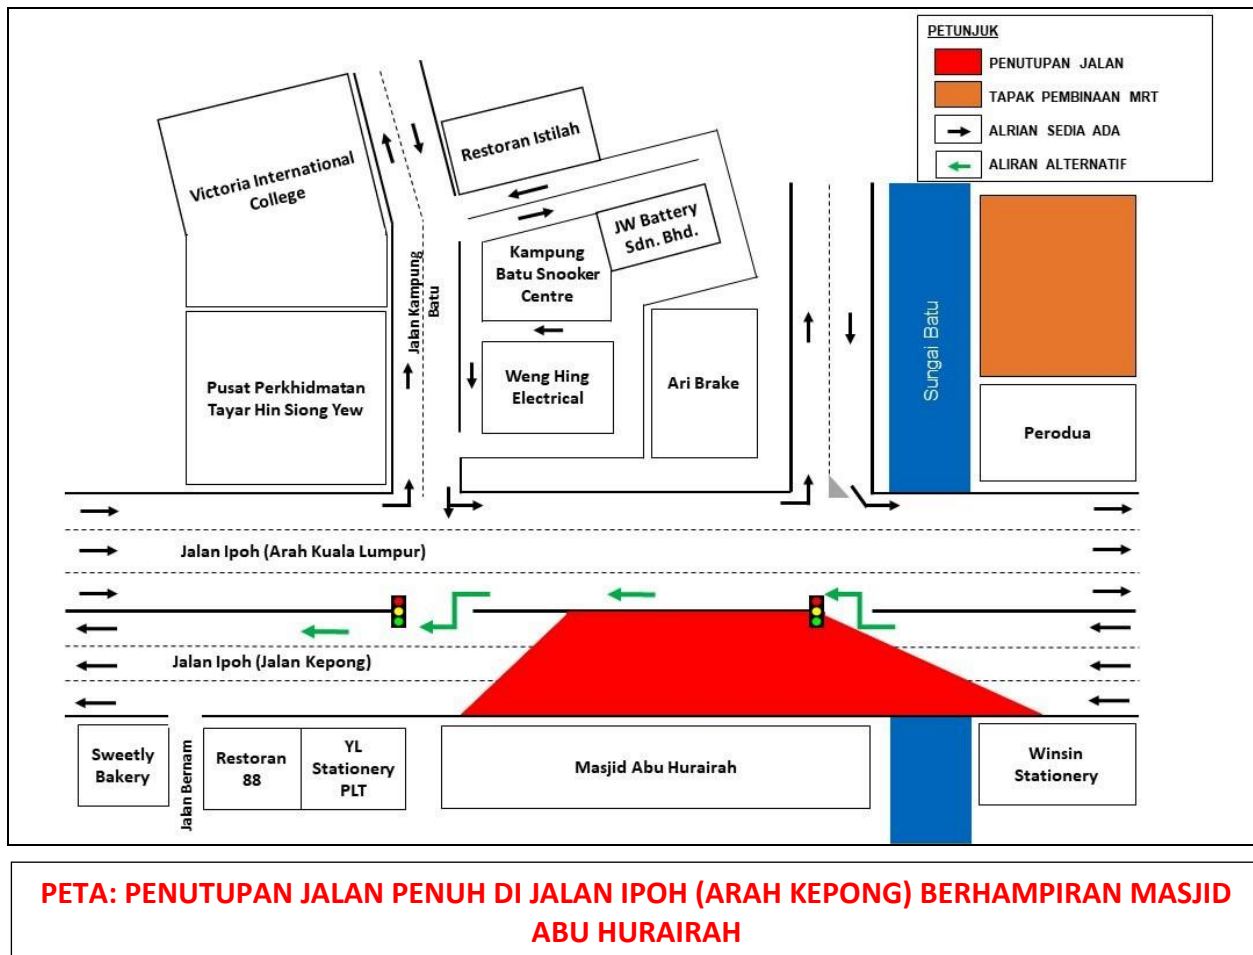 PETUNJUK
PENUTUPAN JALAN
TAPAK PEMBINAAN MRT
ALRIAN SEDIA ADA
ALIRAN ALTERNATIF
Restoran Istilah
Victoria International
College
JW Battery
Sdn. Bhd.
Kampung
Batu Snooker
Centre
Jalan Kampung
Batu
Sungai Batu
Pusat Perkhidmatan
Tayar Hin Siong Yew
Weng Hing
Electrical
Ari Brake
Perodua
Jalan Ipoh (Arah Kuala Lumpur)
Jalan Ipoh (Jalan Kepong)
Sweetly
Bakery
Jalan Bernam
Restoran
88
YL
Stationery
PLT
Masjid Abu Hurairah
Winsin
Stationery
PETA: PENUTUPAN JALAN PENUH DI JALAN IPOH (ARAH KEPONG) BERHAMPIRAN MASJID
ABU HURAIRAH